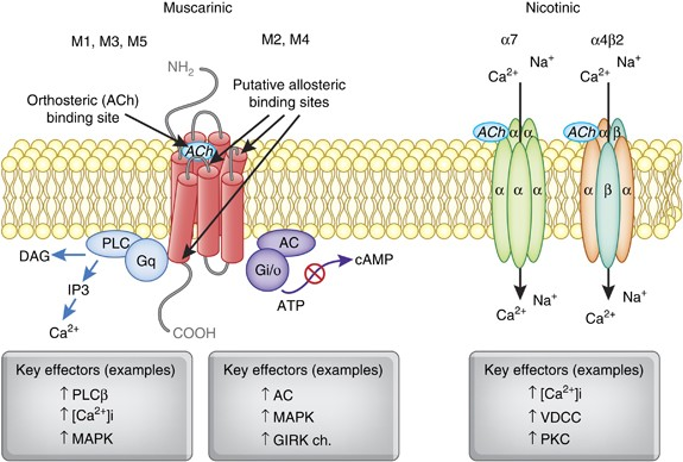 Muscarinic
Nicotinic
M1, M3, M5
M2, M4
α7
α4β2
NH2
Na+
Na+
Ca2+
Ca2+
Orthosteric (ACh)
binding site
Putative allosteric
binding sites
ACh
ACh
α
α
ACh
α
β
α
α
α
α
β
α
DAG
PLC
Gq
IP3
Ca2+
AC
Gi/o
cAMP
ATP
COOH
Na+
Ca2+
Na+
Ca2+
Key effectors (examples)
↑ PLCβ
↑ [Ca2+]i
↑ MAPK
Key effectors (examples)
↑ AC
↑ MAPK
↑ GIRK ch.
Key effectors (examples)
↑ [Ca2+]i
↑ VDCC
↑ PKC